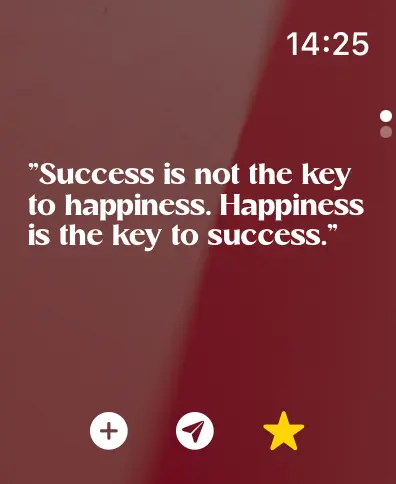 14:25
”Success is not the key
to happiness. Happiness
is the key to success.”